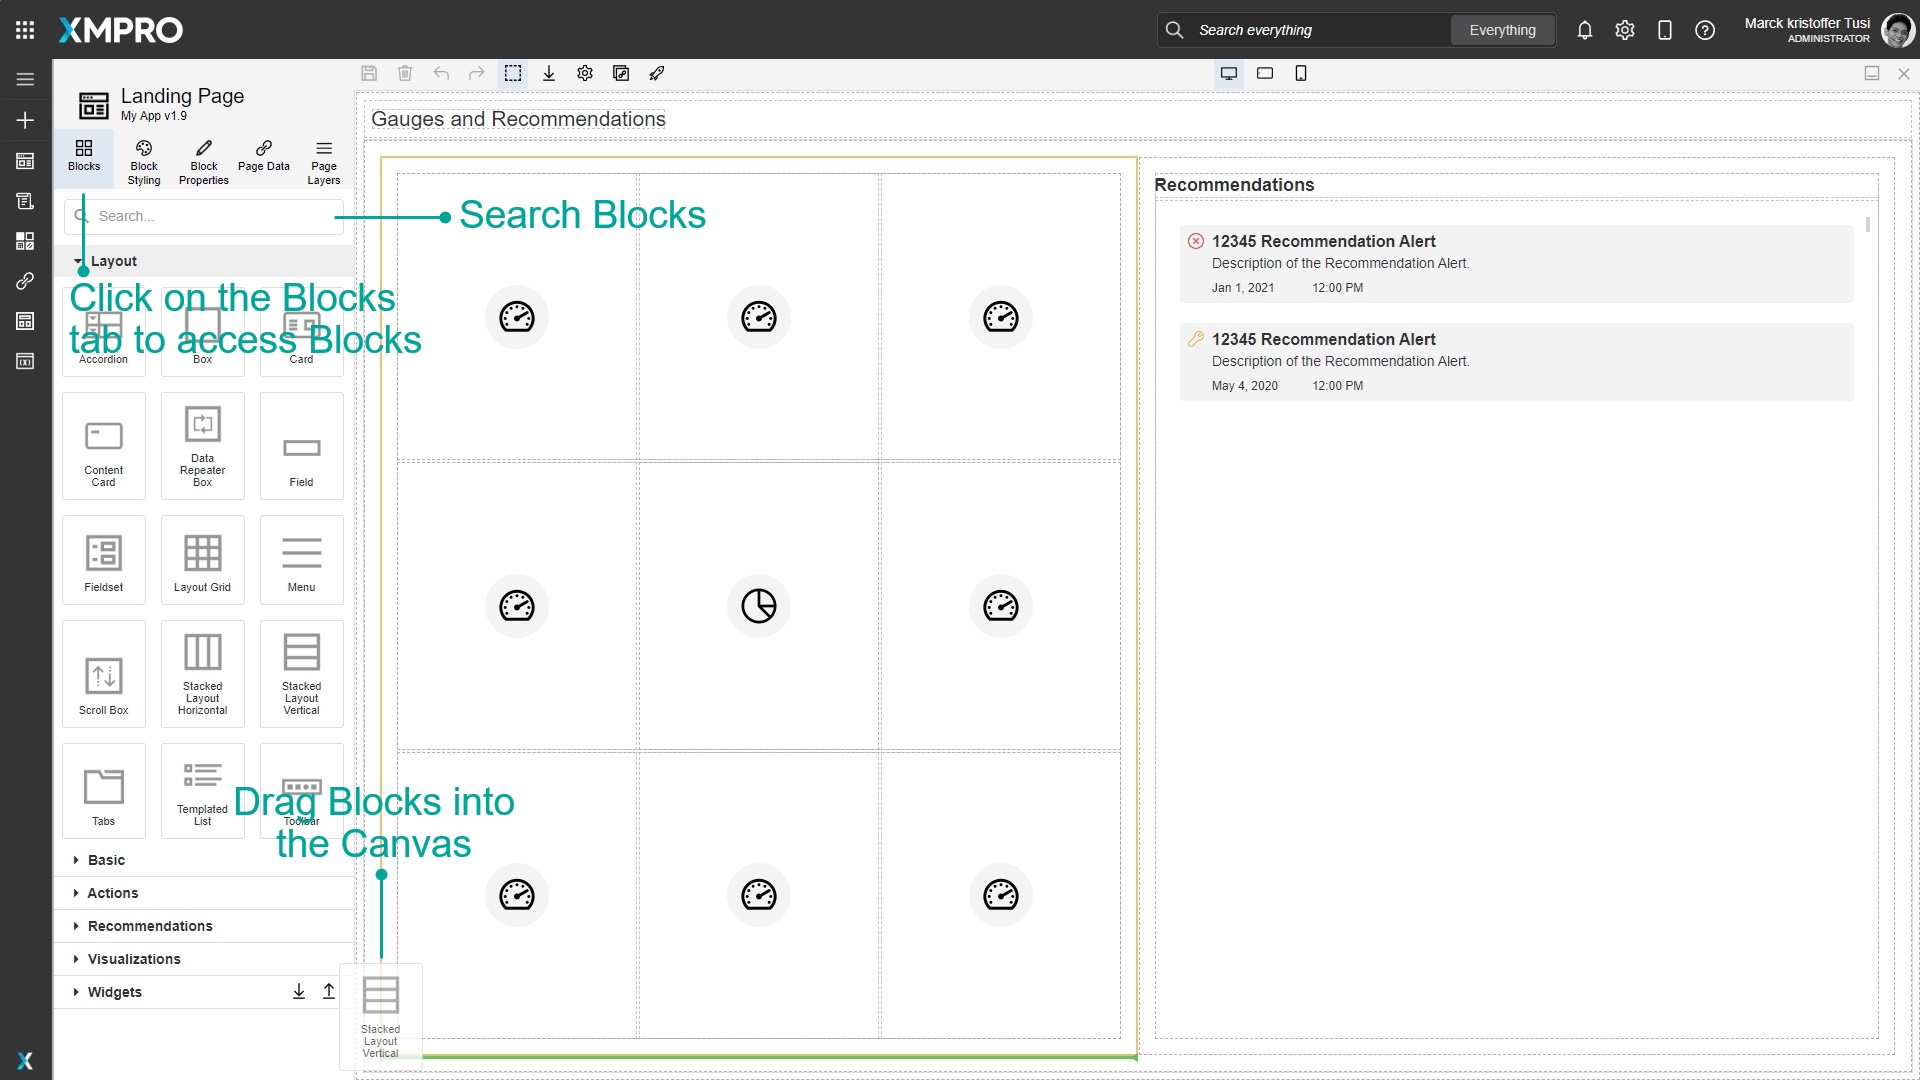 XMPRO
Search everything
Everything
Marck kristoffer Tusi
ADMINISTRATOR
Landing Page
My App v1.9
Blocks
Block
Styling
Block
Properties
Page Data
Page
Layers
Search...
Search Blocks
Layout
Click on the Blocks
tab to access Blocks
Accordion
Box
Card
Content
Card
Data
Repeater
Box
Field
Fieldset
Layout Grid
Menu
Scroll Box
Stacked
Layout
Horizontal
Stacked
Layout
Vertical
Tabs
Templated
List
Toolbar
Drag Blocks into
the Canvas
Basic
Actions
Recommendations
Visualizations
Widgets
Stacked
Layout
Vertical
Gauges and Recommendations
Recommendations
12345 Recommendation Alert
Description of the Recommendation Alert.
Jan 1, 2021 12:00 PM
12345 Recommendation Alert
Description of the Recommendation Alert.
May 4, 2020 12:00 PM